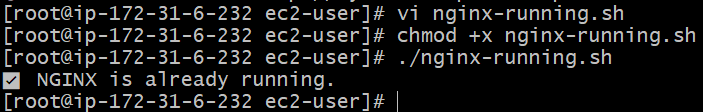 [root@ip-172-31-6-232 ec2-user]# vi nginx-running.sh
[root@ip-172-31-6-232 ec2-user]# chmod +x nginx-running.sh
[root@ip-172-31-6-232 ec2-user]# ./nginx-running.sh
✅ NGINX is already running.
[root@ip-172-31-6-232 ec2-user]#